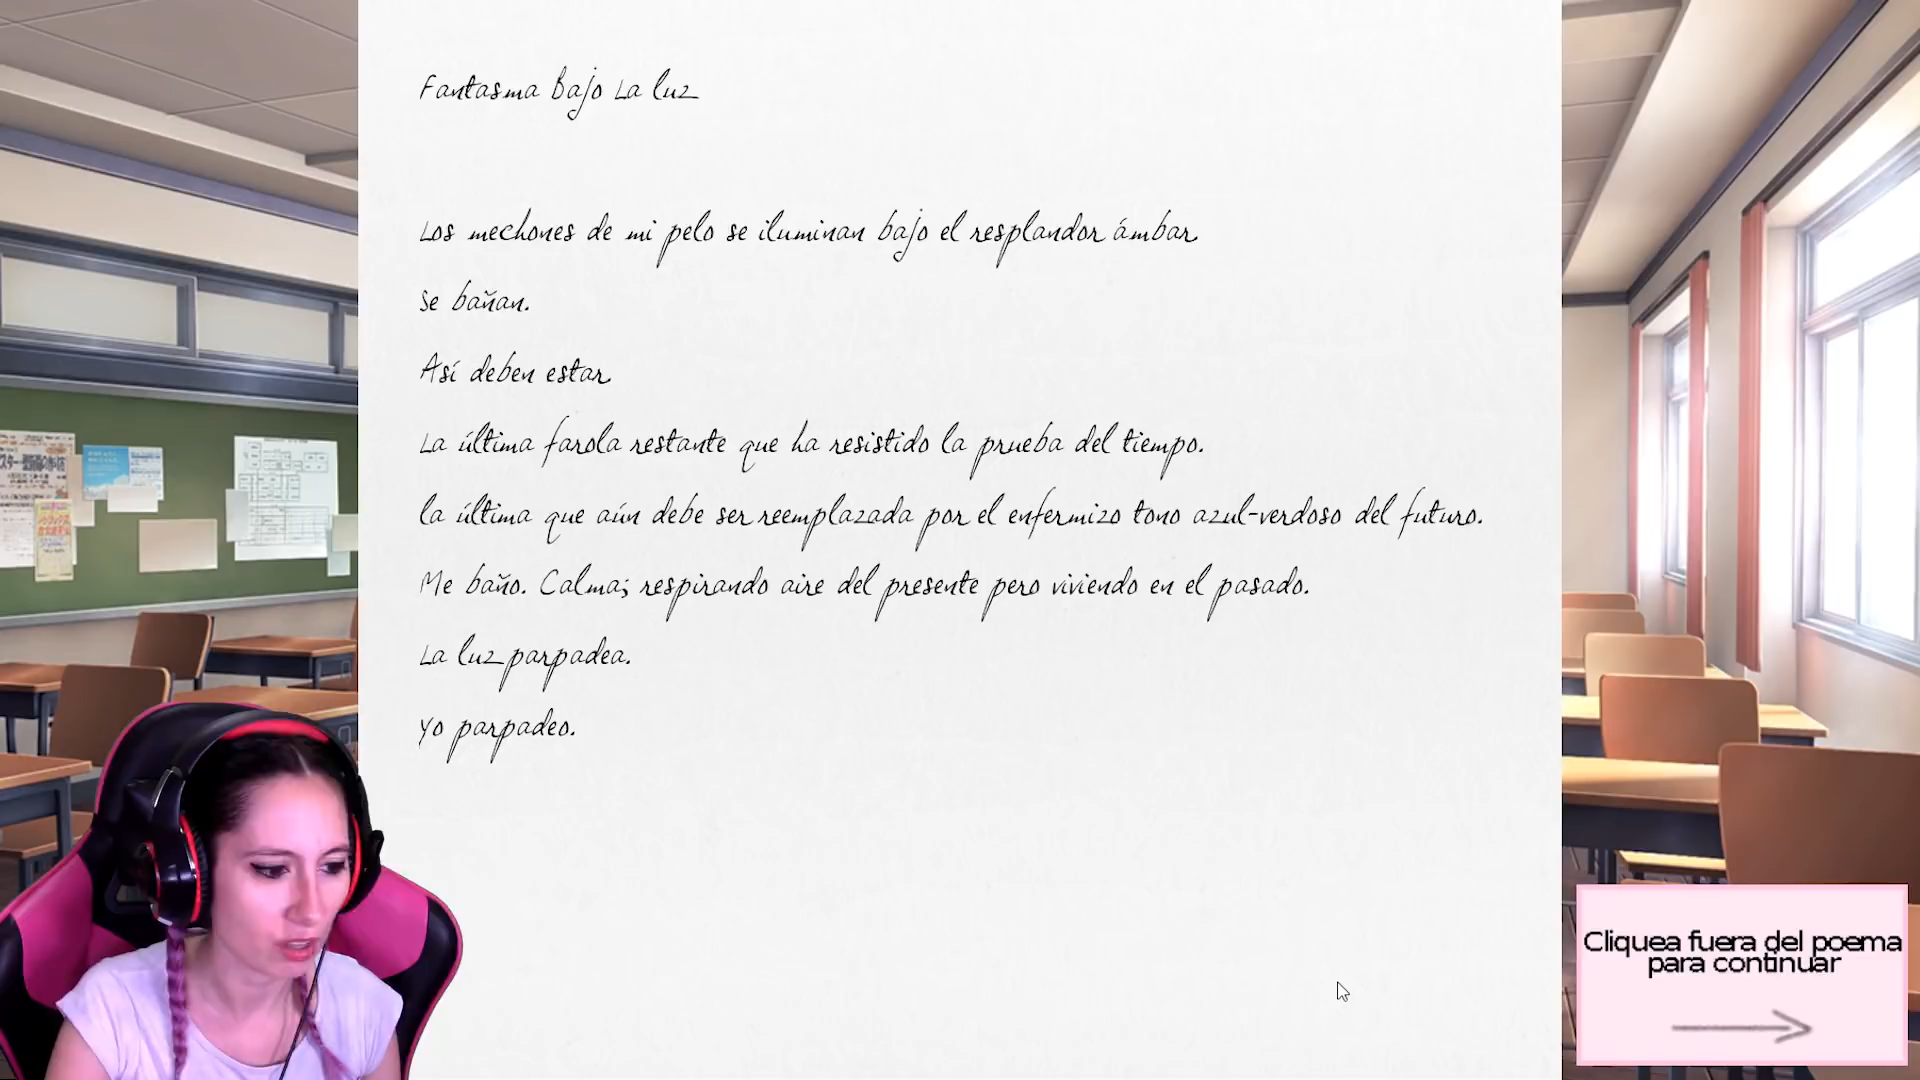 Fantasma Bajo La luz
Los mechones de mi pelo se iluminan bajo el resplandor ámbar
Se bañan.
Así deben estar
La última farola restante que ha resistido la prueba del tiempo.
la última que aún debe ser reemplazada por el enfermizo tono azul-verdoso del futuro.
Me baño. Calma; respirando aire del presente pero viviendo en el pasado.
La luz parpadea.
Yo parpadeo.
Cliquea fuera del poema
para continuar